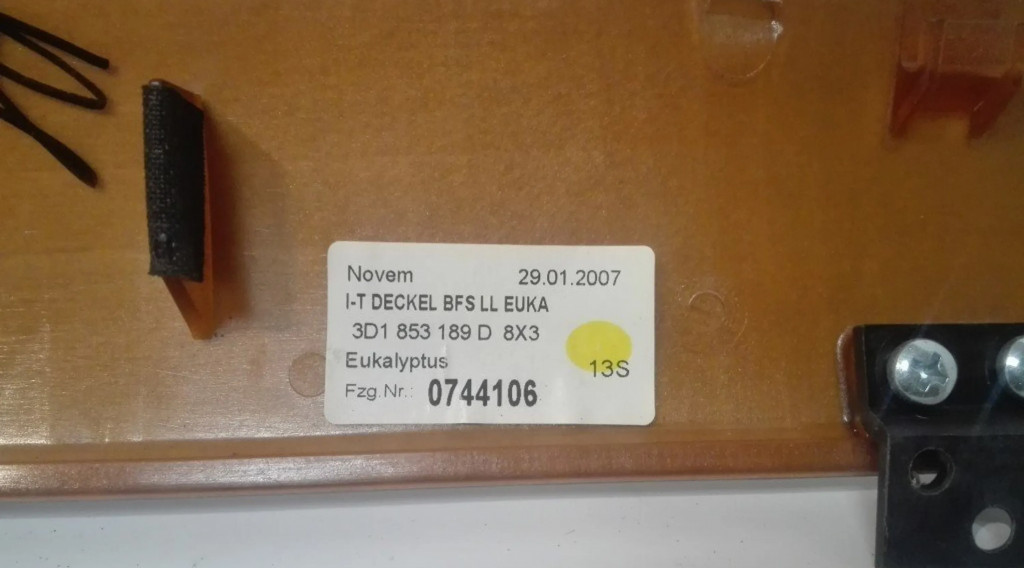 Novem 29.01.2007
I-T DECKEL BFS LL EUKA
3D1 853 189 D 8X3
Eukalyptus 13S
Fzg.Nr.: 0744106